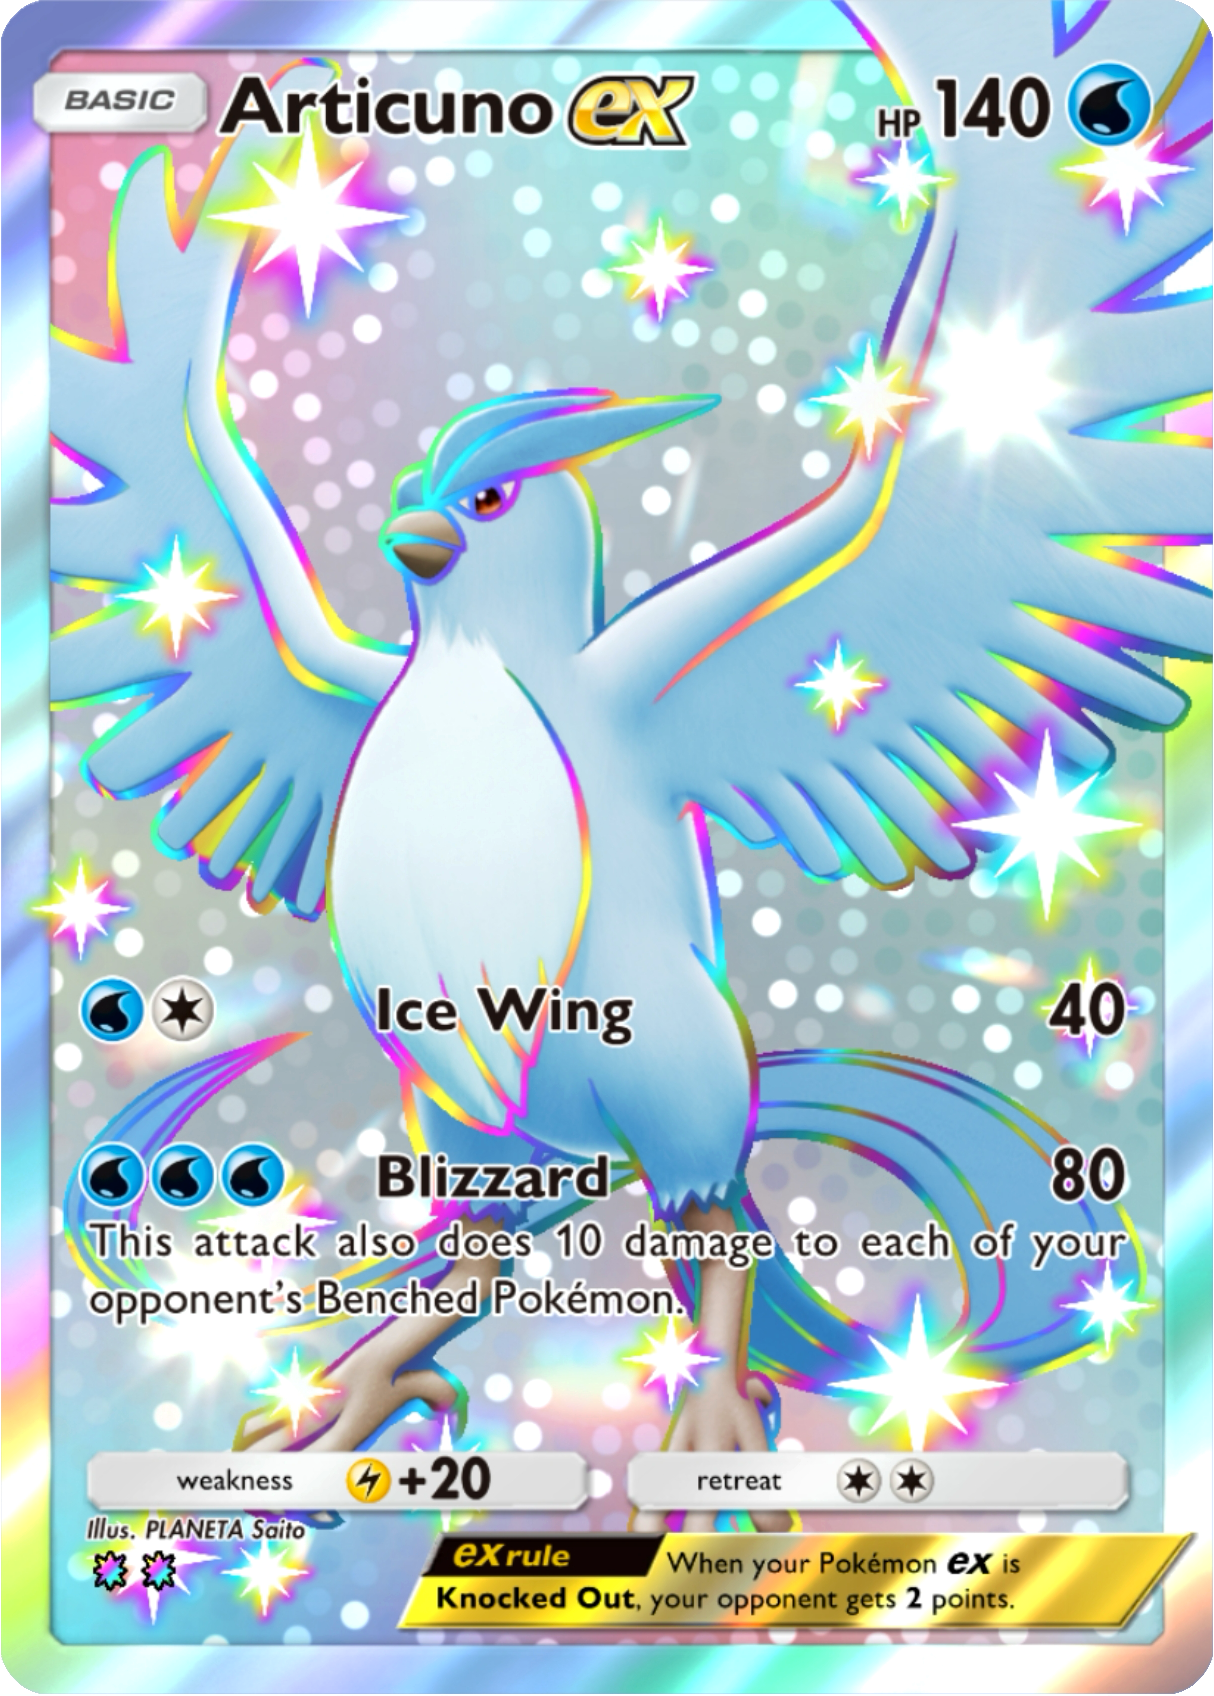 BASIC Articuno ex HP 140
Ice Wing 40
Blizzard 80
This attack also does 10 damage to each of your
opponent's Benched Pokémon.
weakness +20 retreat
Illus. PLANETA Saito
ex rule When your Pokémon ex is
Knocked Out, your opponent gets 2 points.